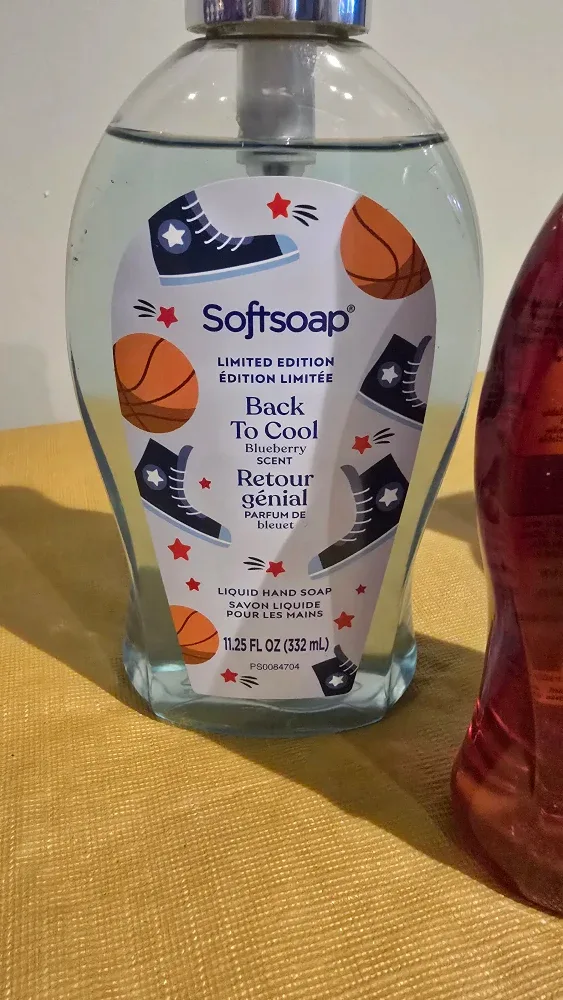 Softsoap®
LIMITED EDITION
ÉDITION LIMITÉE
Back
To Cool
Blueberry
SCENT
Retour
génial
PARFUM DE
bleuet
LIQUID HAND SOAP
SAVON LIQUIDE
POUR LES MAINS
11.25 FL OZ (332 mL)
PS0084704